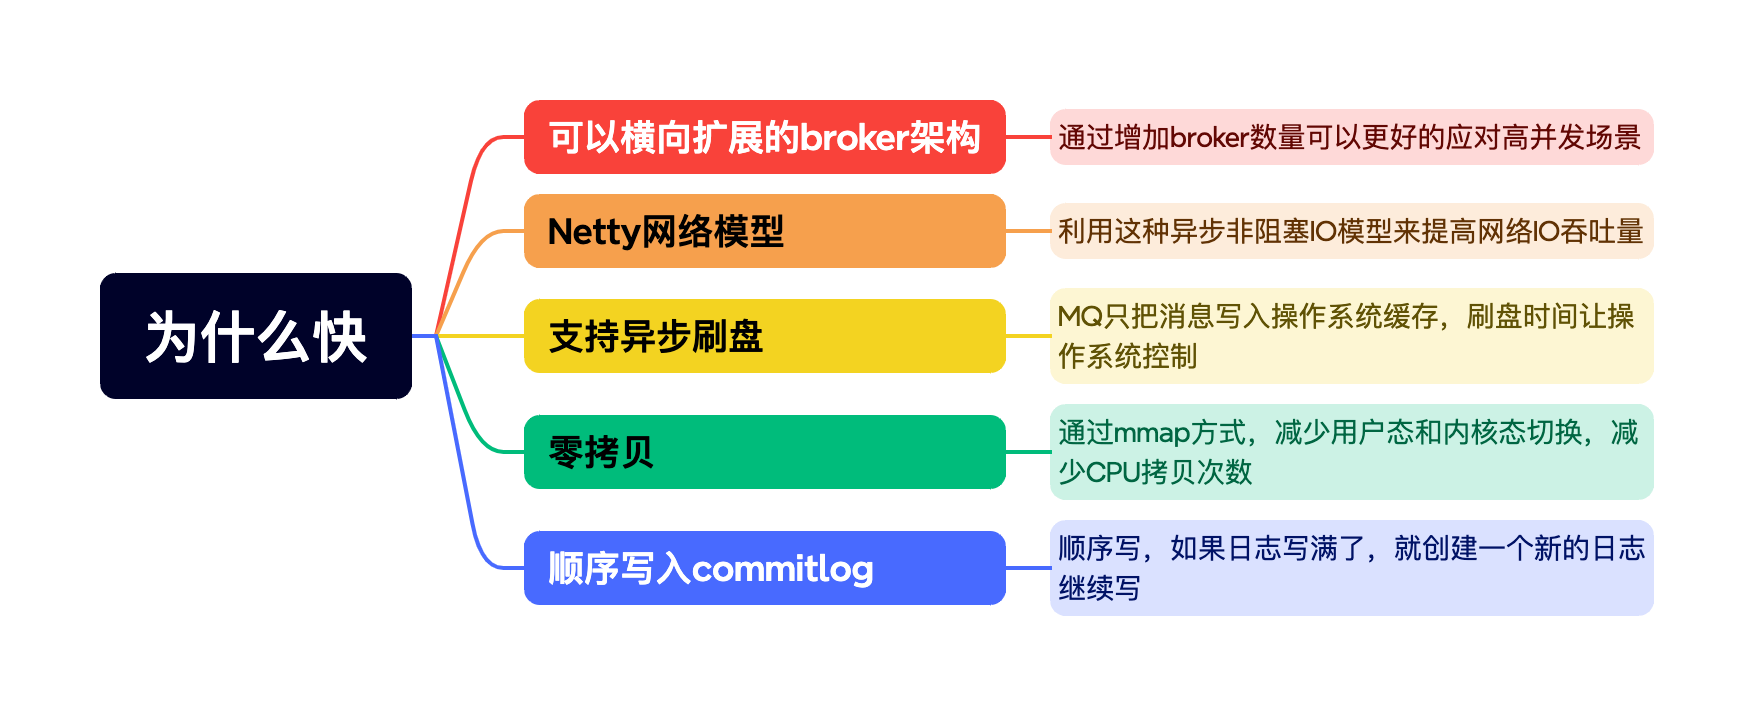 为什么快
可以横向扩展的broker架构
通过增加broker数量可以更好的应对高并发场景
Netty网络模型
利用这种异步非阻塞IO模型来提高网络IO吞吐量
支持异步刷盘
MQ只把消息写入操作系统缓存，刷盘时间让操
作系统控制
零拷贝
通过mmap方式，减少用户态和内核态切换，减
少CPU拷贝次数
顺序写入commitlog
顺序写，如果日志写满了，就创建一个新的日志
继续写